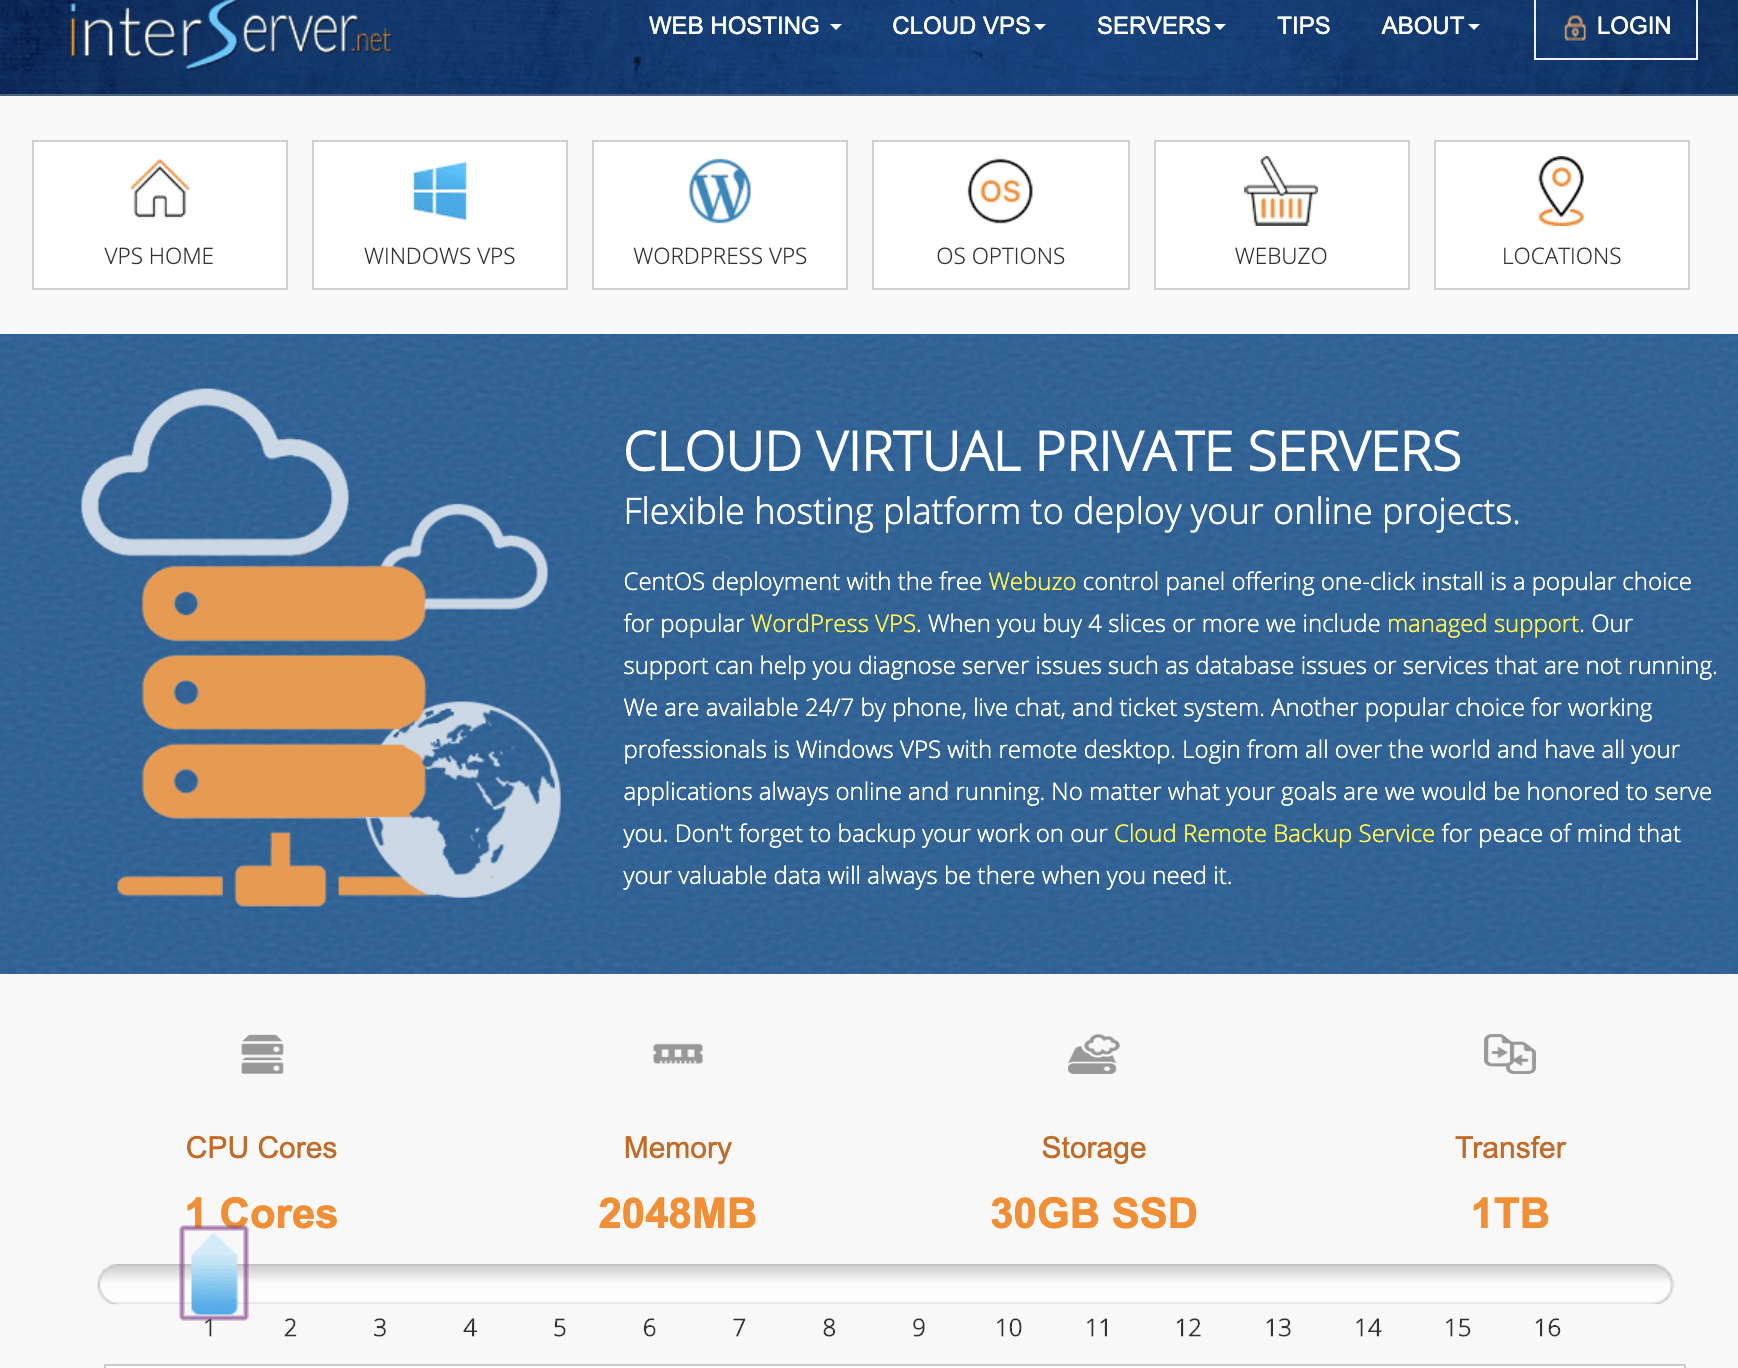 interServer.net
WEB HOSTING CLOUD VPS SERVERS TIPS ABOUT LOGIN
VPS HOME WINDOWS VPS WORDPRESS VPS OS OS OPTIONS WEBUZO LOCATIONS
CLOUD VIRTUAL PRIVATE SERVERS
Flexible hosting platform to deploy your online projects.
CentOS deployment with the free Webuzo control panel offering one-click install is a popular choice
for popular WordPress VPS. When you buy 4 slices or more we include managed support. Our
support can help you diagnose server issues such as database issues or services that are not running.
We are available 24/7 by phone, live chat, and ticket system. Another popular choice for working
professionals is Windows VPS with remote desktop. Login from all over the world and have all your
applications always online and running. No matter what your goals are we would be honored to serve
you. Don't forget to backup your work on our Cloud Remote Backup Service for peace of mind that
your valuable data will always be there when you need it.
CPU Cores Memory Storage Transfer
1 Cores 2048MB 30GB SSD 1TB
1 2 3 4 5 6 7 8 9 10 11 12 13 14 15 16